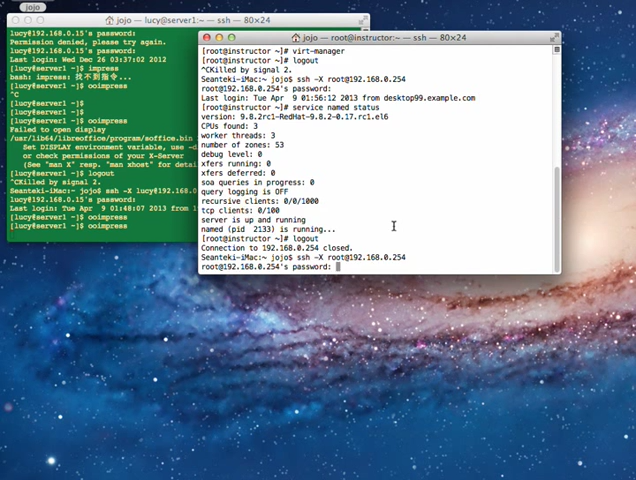 jojo
jojo — lucy@server1:~ — ssh — 80×24
lucy@192.168.0.15's password:
Permission denied, please try again.
lucy@192.168.0.15's password:
Last login: Wed Dec 26 03:37:02 2012
[lucy@server1 ~]$ impress
bash: impress: 找不到指令...
^C
[lucy@server1 ~]$
[lucy@server1 ~]$
[lucy@server1 ~]$ ooimpress
Failed to open display
/usr/lib64/libreoffice/program/soffice.bin
Set DISPLAY environment variable, use -d
or check permissions of your X-Server
(See "man X" resp. "man xhost" for detai
[lucy@server1 ~]$ logout
^CKilled by signal 2.
Seanteki-iMac:~ jojo$ ssh -X lucy@192.168.0
lucy@192.168.0.15's password:
Last login: Tue Apr 9 01:48:07 2013 from 1
[lucy@server1 ~]$ ooimpress
[lucy@server1 ~]$ ooimpress
jojo — root@instructor:~ — ssh — 80×24
[root@instructor ~]# virt-manager
[root@instructor ~]# logout
^CKilled by signal 2.
Seanteki-iMac:~ jojo$ ssh -X root@192.168.0.254
root@192.168.0.254's password:
Last login: Tue Apr 9 01:56:12 2013 from desktop99.example.com
[root@instructor ~]# service named status
version: 9.8.2rc1-RedHat-9.8.2-0.17.rc1.el6
CPUs found: 3
worker threads: 3
number of zones: 53
debug level: 0
xfers running: 0
xfers deferred: 0
soa queries in progress: 0
query logging is OFF
recursive clients: 0/0/1000
tcp clients: 0/100
server is up and running
named (pid 2133) is running...
[root@instructor ~]# logout
Connection to 192.168.0.254 closed.
Seanteki-iMac:~ jojo$ ssh -X root@192.168.0.254
root@192.168.0.254's password: